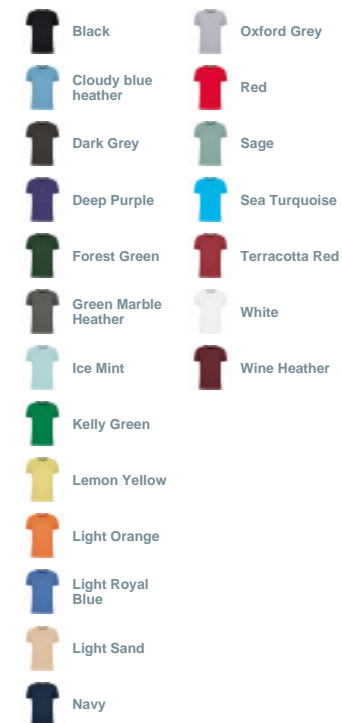 Black
Cloudy blue
heather
Dark Grey
Deep Purple
Forest Green
Green Marble
Heather
Ice Mint
Kelly Green
Lemon Yellow
Light Orange
Light Royal
Blue
Light Sand
Navy
Oxford Grey
Red
Sage
Sea Turquoise
Terracotta Red
White
Wine Heather